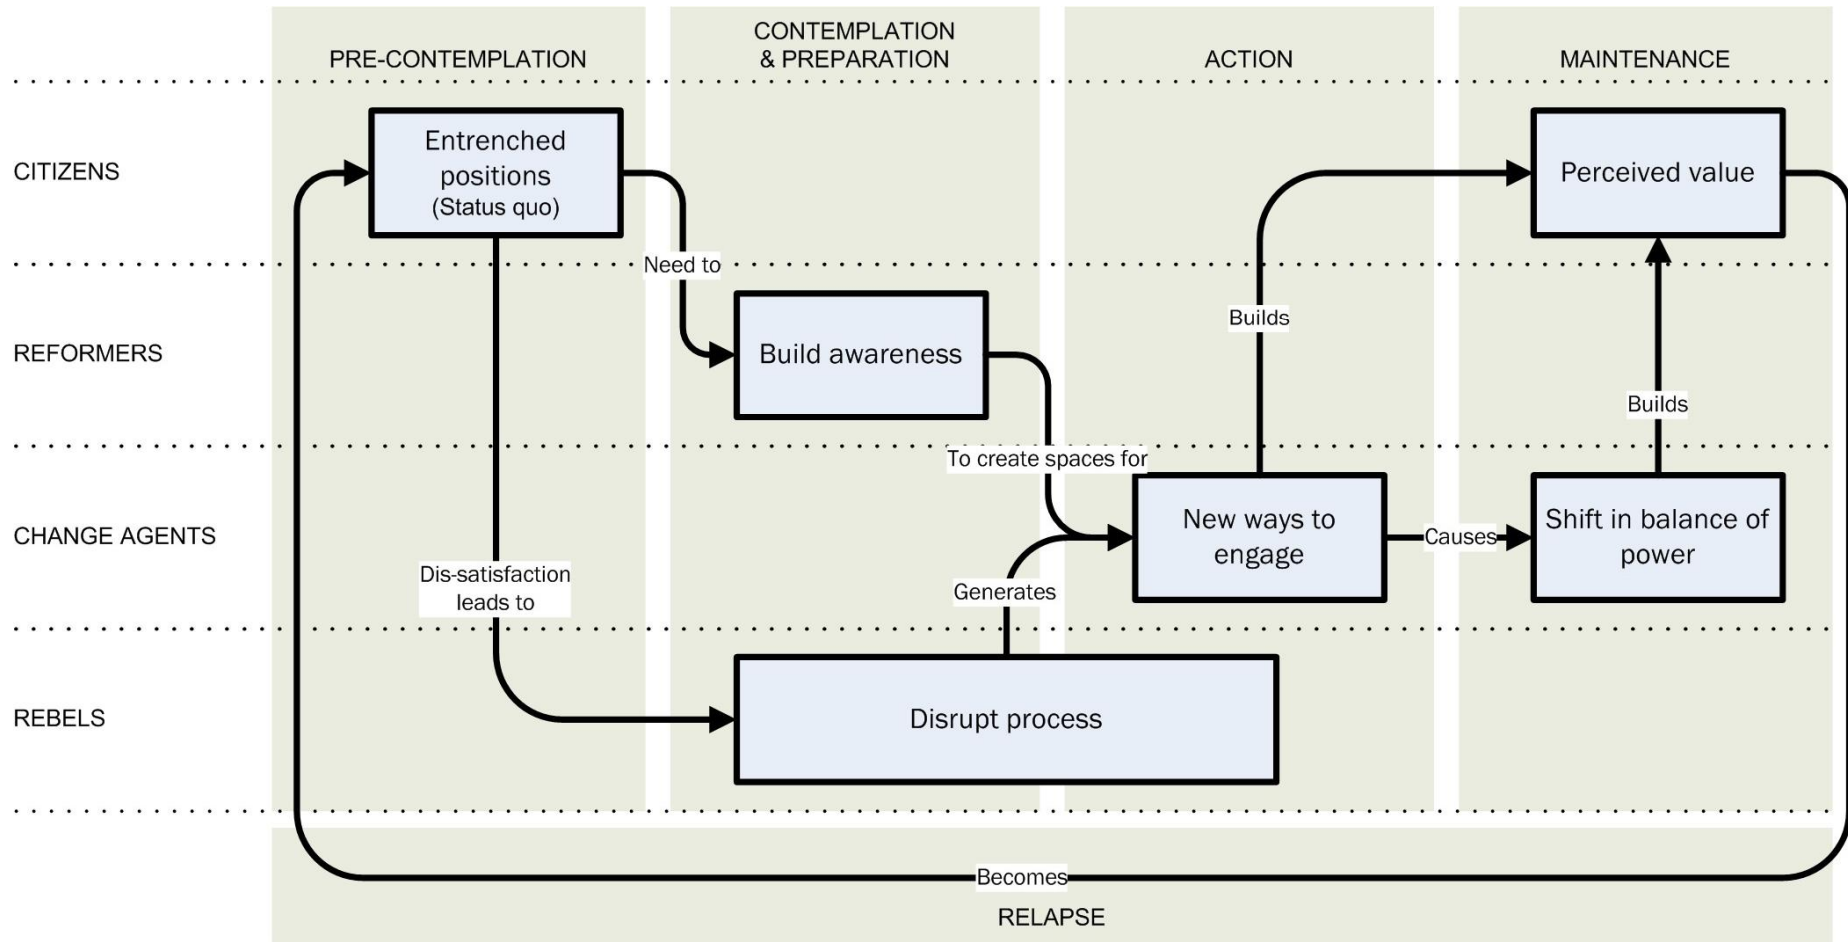 PRE-CONTEMPLATION
CONTEMPLATION
& PREPARATION
ACTION
MAINTENANCE
CITIZENS
Entrenched
positions
(Status quo)
Perceived value
Need to
REFORMERS
Build awareness
Builds
Builds
To create spaces for
CHANGE AGENTS
New ways to
engage
Causes
Shift in balance of
power
Dis-satisfaction
leads to
Generates
REBELS
Disrupt process
Becomes
RELAPSE